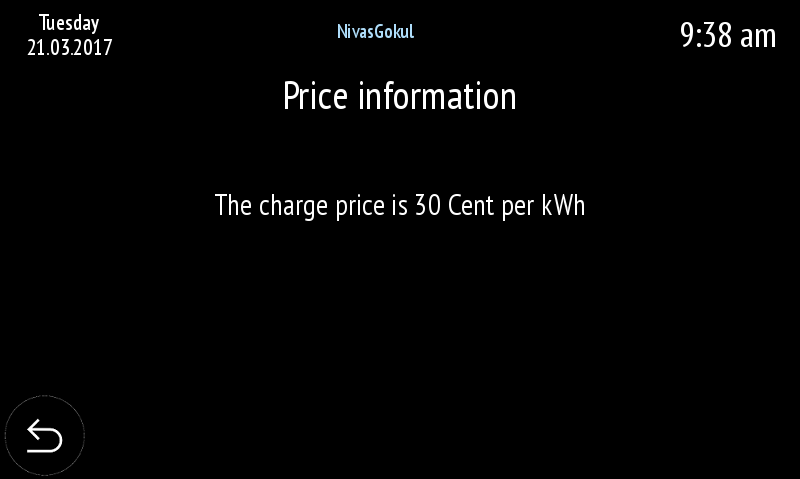 Tuesday
21.03.2017
NivasGokul
9:38 am
Price information
The charge price is 30 Cent per kWh